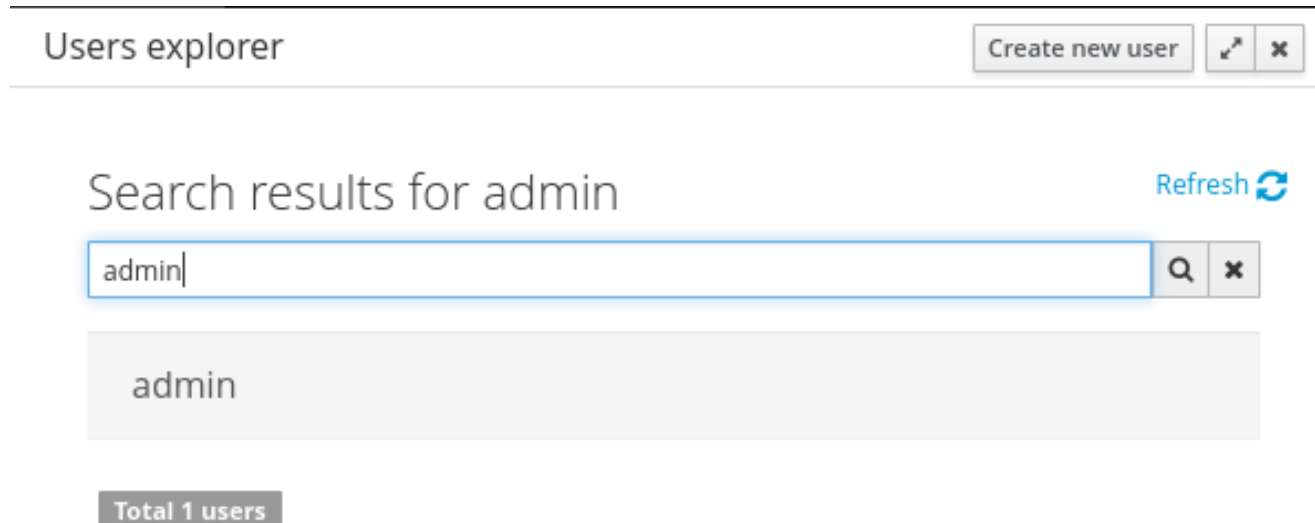 Users explorer
Create new user
Search results for admin
Refresh
admin
admin
Total 1 users